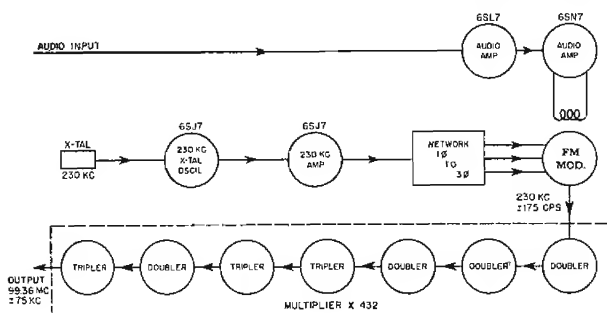 6SL7
6SN7
AUDIO INPUT
AUDIO
AMP
AUDIO
AMP
X-TAL
230 KC
6SJ7
230 KC
X-TAL
OSCIL
6SJ7
230 KC
AMP
NETWORK
1Ø
TO
3Ø
FM
MOD.
230 KC
±175 CPS
OUTPUT
99.36 MC
±75 KC
TRIPLER
DOUBLER
TRIPLER
TRIPLER
DOUBLER
DOUBLER
DOUBLER
MULTIPLIER X 432